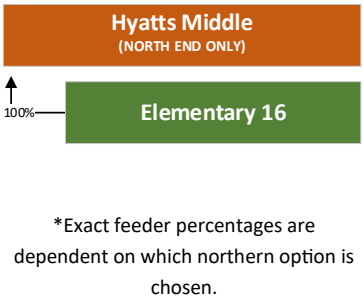 Hyatts Middle
(NORTH END ONLY)
100%
Elementary 16
*Exact feeder percentages are
dependent on which northern option is
chosen.